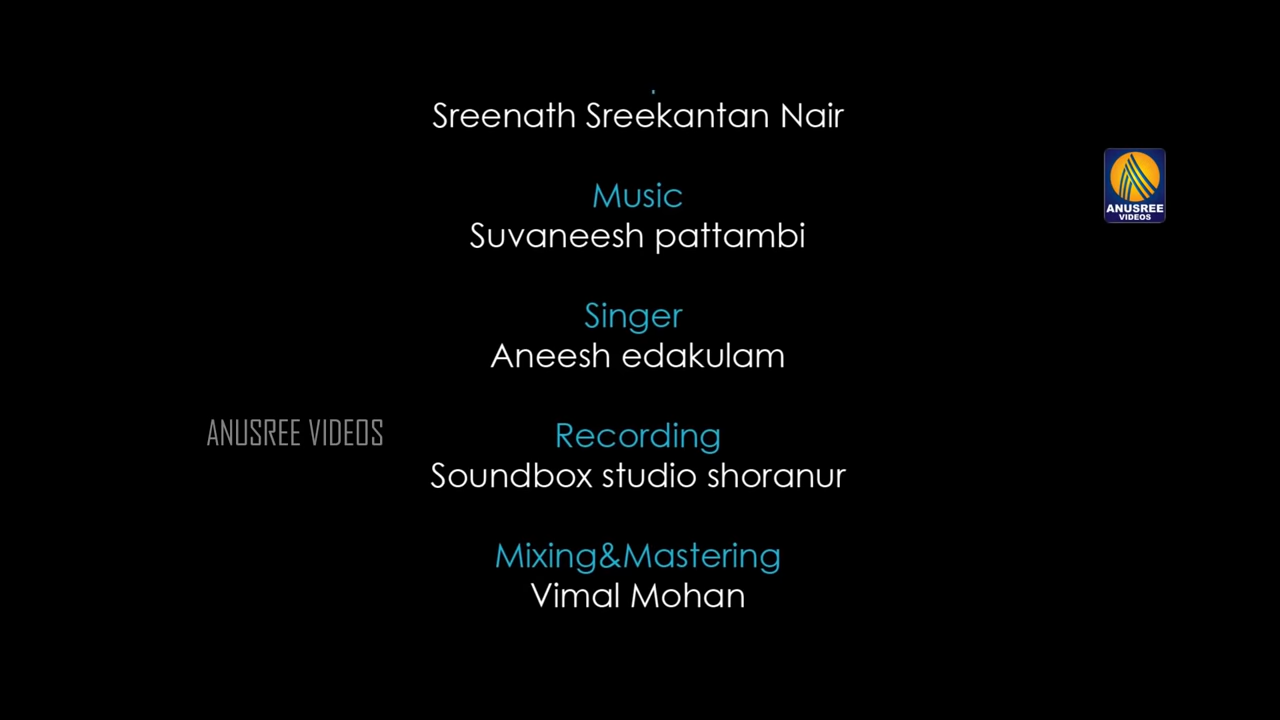 Sreenath Sreekantan Nair
Music
Suvaneesh pattambi
ANUSREE
VIDEOS
Singer
Aneesh edakulam
ANUSREE VIDEOS
Recording
Soundbox studio shoranur
Mixing&Mastering
Vimal Mohan